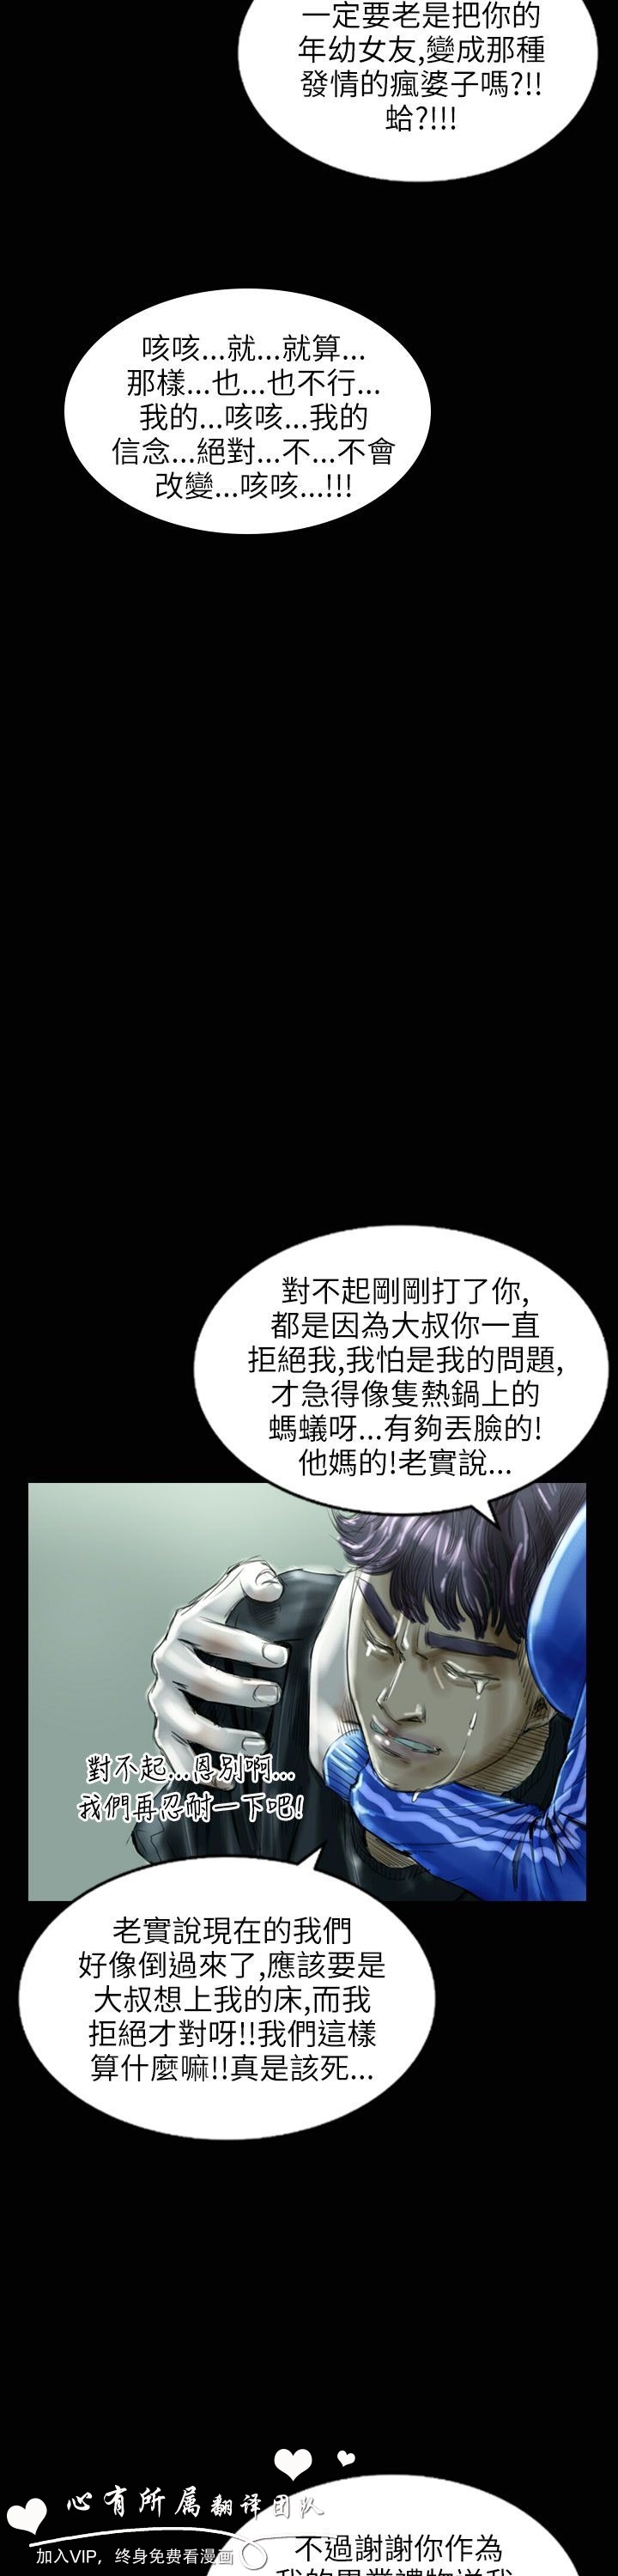 一定要老是把你的
年幼女友,變成那種
發情的瘋婆子嗎?!!
蛤?!!!
咳咳...就...就算...
那樣...也...也不行...
我的...咳咳...我的
信念...絕對...不...不會
改變...咳咳...!!!
對不起剛剛打了你,
都是因為大叔你一直
拒絕我,我怕是我的問題,
才急得像隻熱鍋上的
螞蟻呀...有夠丟臉的!
他媽的!老實說...
對不起...恩別啊...
我們再忍耐一下吧!
老實說現在的我們
好像倒過來了,應該要是
大叔想上我的床,而我
拒絕才對呀!!我們這樣
算什麼嘛!!真是該死...
心有所属翻译团队
加入VIP，终身免费看漫画
不過謝謝你作為
我的畢業禮物送我